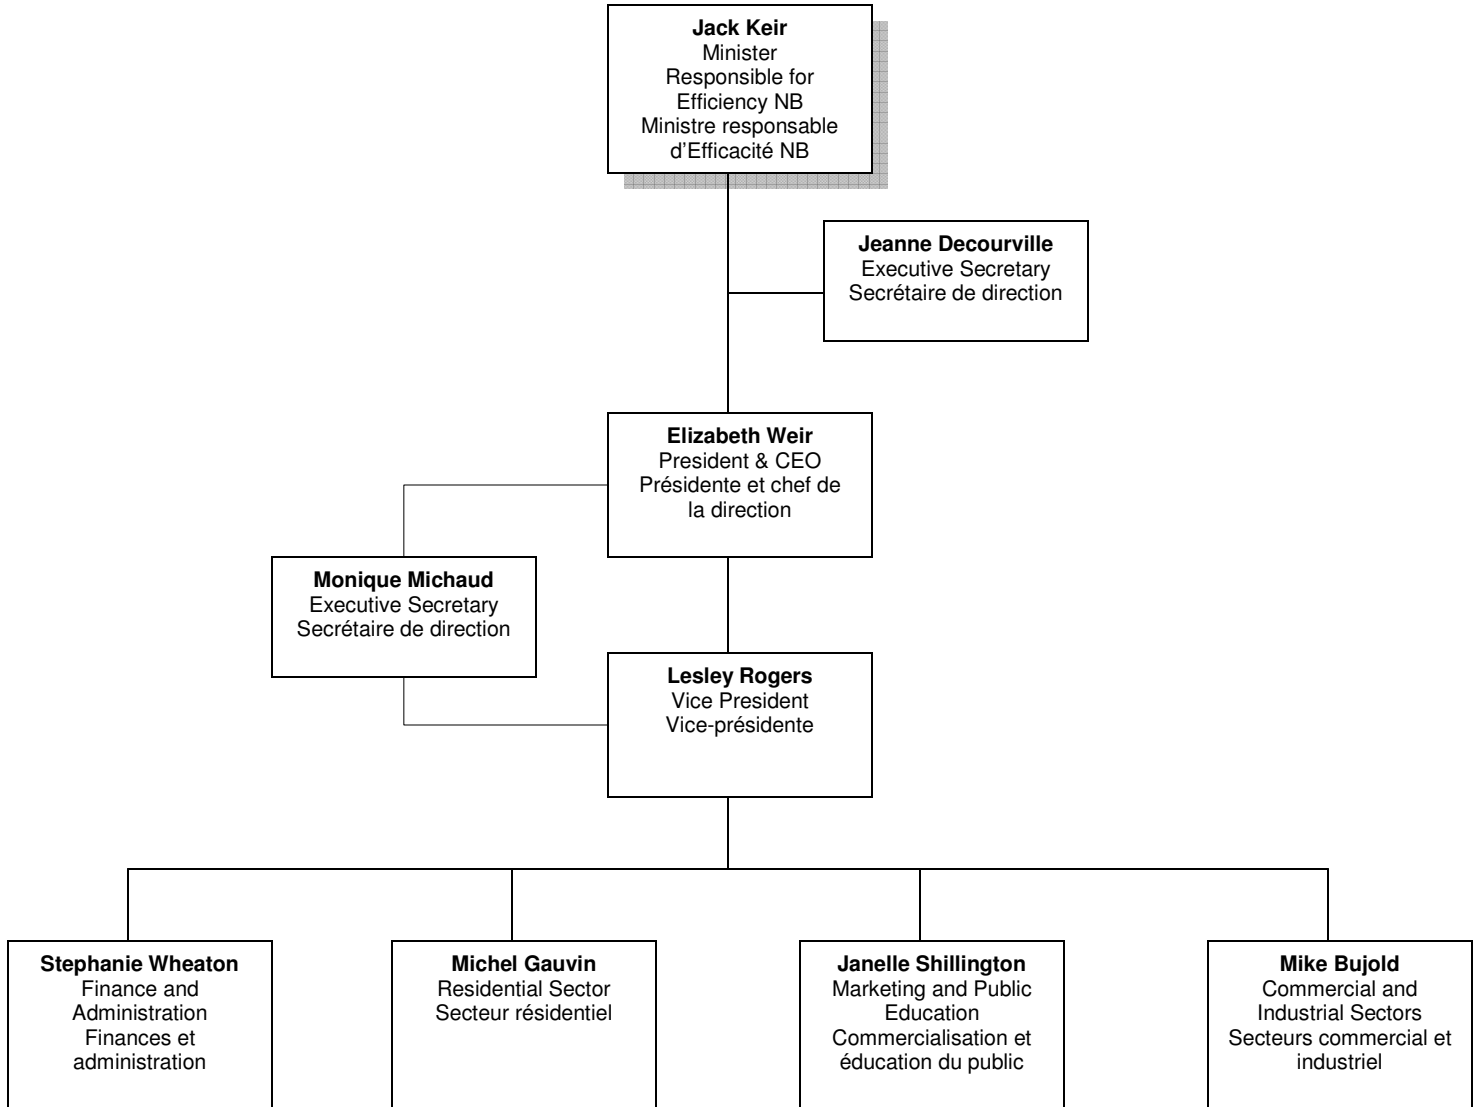 Jack Keir
Minister
Responsible for
Efficiency NB
Ministre responsable
d'Efficacité NB
Jeanne Decourville
Executive Secretary
Secrétaire de direction
Elizabeth Weir
President & CEO
Présidente et chef de
la direction
Monique Michaud
Executive Secretary
Secrétaire de direction
Lesley Rogers
Vice President
Vice-présidente
Stephanie Wheaton
Finance and
Administration
Finances et
administration
Michel Gauvin
Residential Sector
Secteur résidentiel
Janelle Shillington
Marketing and Public
Education
Commercialisation et
éducation du public
Mike Bujold
Commercial and
Industrial Sectors
Secteurs commercial et
industriel